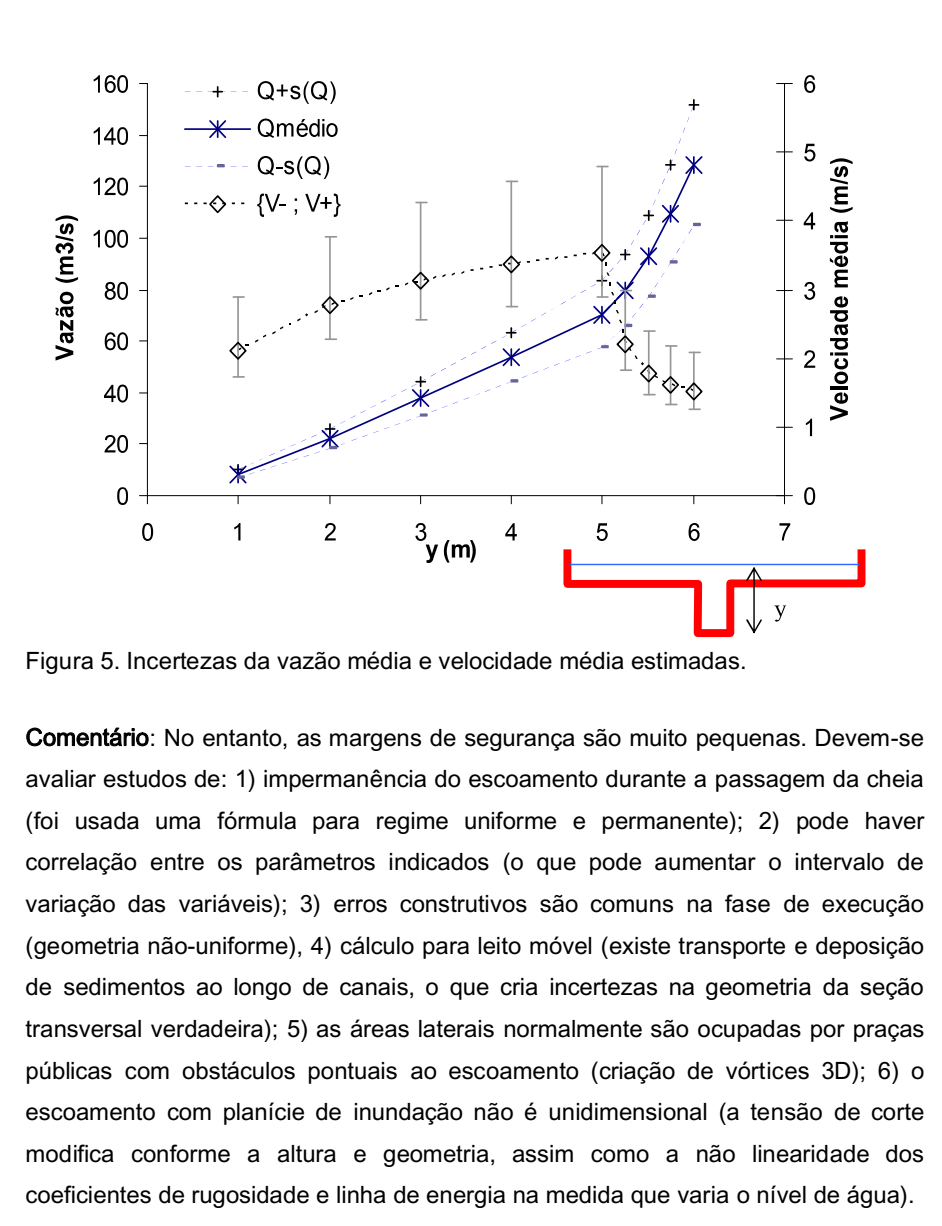 160
140
120
100
80
60
40
20
0
Vazão (m3/s)
Q+s(Q)
Qmédio
Q-s(Q)
{V- ; V+}
6
5
4
3
2
1
0
Velocidade média (m/s)
0 1 2 3 4 5 6 7
y (m)
y
Figura 5. Incertezas da vazão média e velocidade média estimadas.
Comentário: No entanto, as margens de segurança são muito pequenas. Devem-se
avaliar estudos de: 1) impermanência do escoamento durante a passagem da cheia
(foi usada uma fórmula para regime uniforme e permanente); 2) pode haver
correlação entre os parâmetros indicados (o que pode aumentar o intervalo de
variação das variáveis); 3) erros construtivos são comuns na fase de execução
(geometria não-uniforme), 4) cálculo para leito móvel (existe transporte e deposição
de sedimentos ao longo de canais, o que cria incertezas na geometria da seção
transversal verdadeira); 5) as áreas laterais normalmente são ocupadas por praças
públicas com obstáculos pontuais ao escoamento (criação de vórtices 3D); 6) o
escoamento com planície de inundação não é unidimensional (a tensão de corte
modifica conforme a altura e geometria, assim como a não linearidade dos
coeficientes de rugosidade e linha de energia na medida que varia o nível de água).